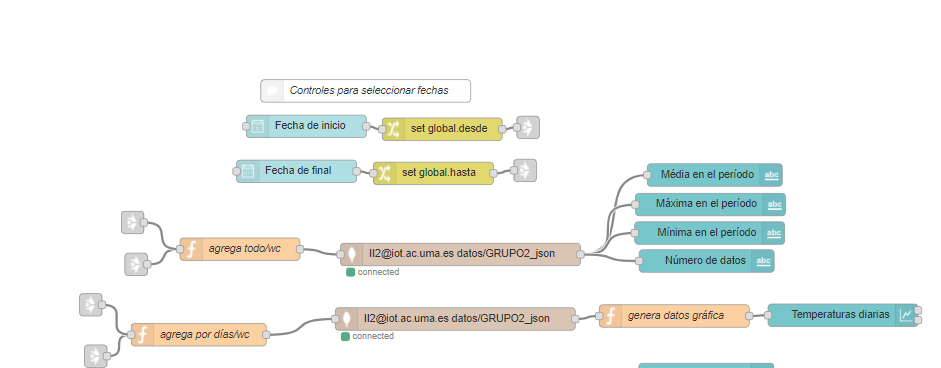 Controles para seleccionar fechas
Fecha de inicio
set global.desde
Fecha de final
set global.hasta
Média en el período
abc
Máxima en el período
abc
Mínima en el período
abc
Número de datos
abc
agrega todo/wc
II2@iot.ac.uma.es datos/GRUPO2_json
connected
agrega por días/wc
II2@iot.ac.uma.es datos/GRUPO2_json
connected
genera datos gráfica
Temperaturas diarias